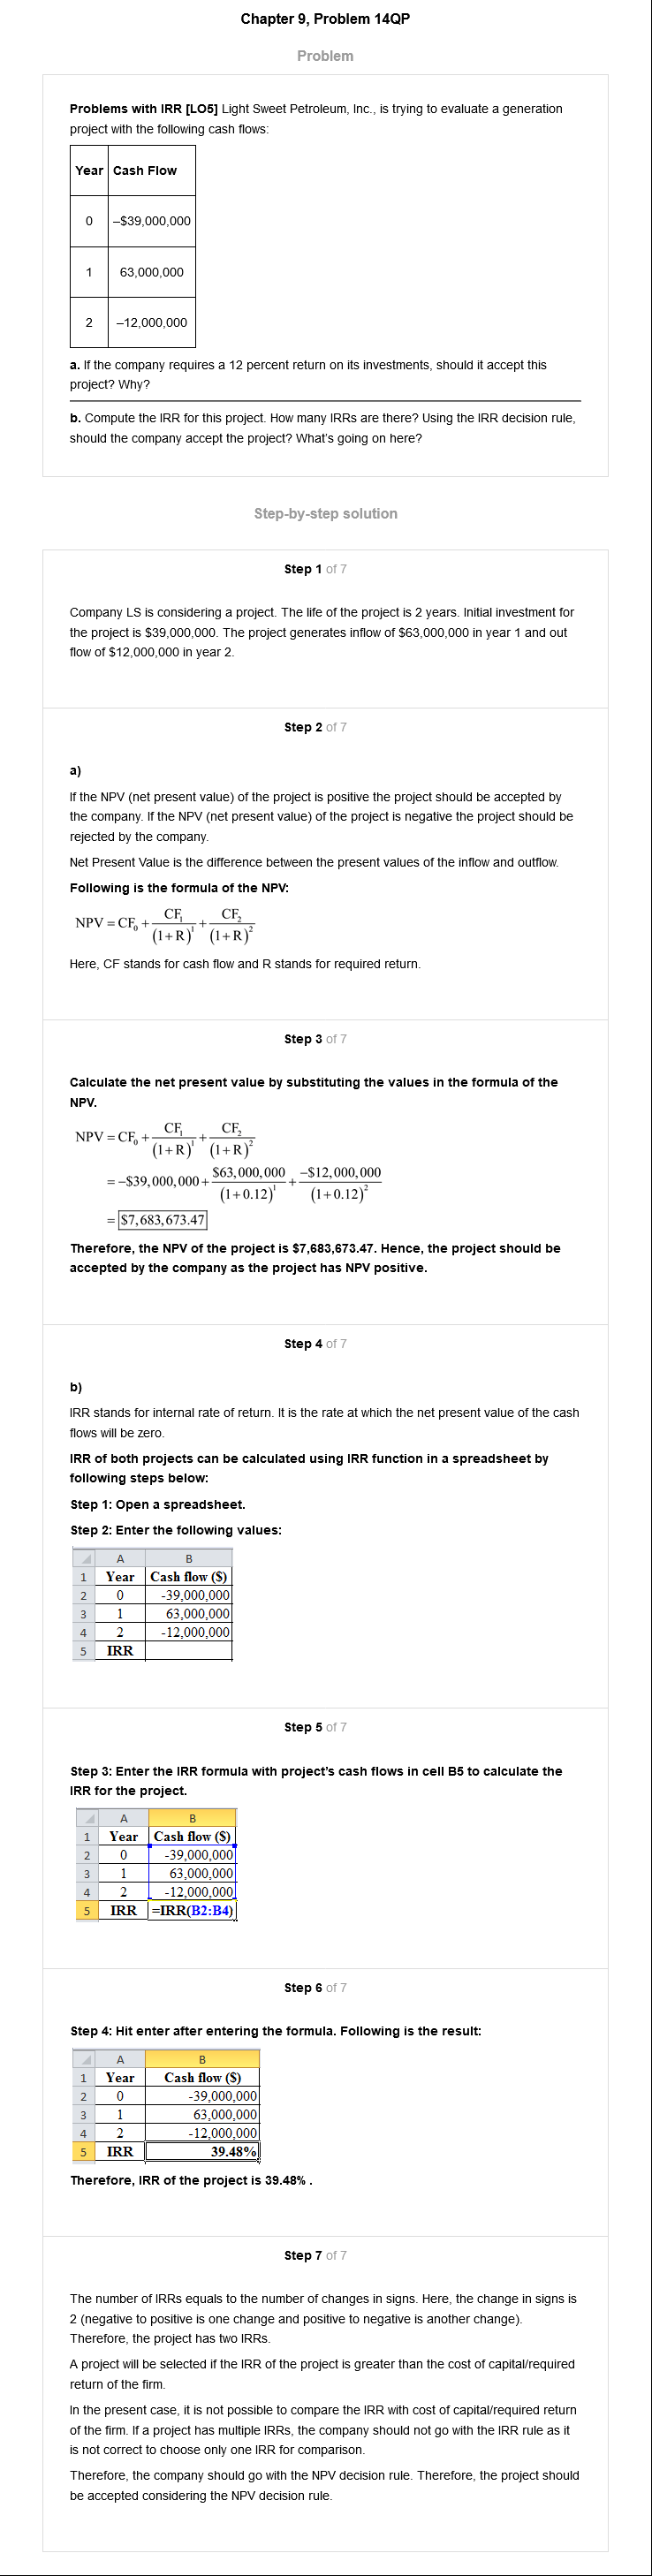 Chapter 9, Problem 14QP
Problem
Problems with IRR [LO5] Light Sweet Petroleum, Inc., is trying to evaluate a generation
project with the following cash flows:
Year Cash Flow
0 –$39,000,000
1 63,000,000
2 –12,000,000
a. If the company requires a 12 percent return on its investments, should it accept this
project? Why?
b. Compute the IRR for this project. How many IRRs are there? Using the IRR decision rule,
should the company accept the project? What's going on here?
Step-by-step solution
Step 1 of 7
Company LS is considering a project. The life of the project is 2 years. Initial investment for
the project is $39,000,000. The project generates inflow of $63,000,000 in year 1 and out
flow of $12,000,000 in year 2.
Step 2 of 7
a)
If the NPV (net present value) of the project is positive the project should be accepted by
the company. If the NPV (net present value) of the project is negative the project should be
rejected by the company.
Net Present Value is the difference between the present values of the inflow and outflow.
Following is the formula of the NPV:
NPV = CF₀ + CF₁/(1+R)¹ + CF₂/(1+R)²
Here, CF stands for cash flow and R stands for required return.
Step 3 of 7
Calculate the net present value by substituting the values in the formula of the
NPV.
NPV = CF₀ + CF₁/(1+R)¹ + CF₂/(1+R)²
= –$39,000,000 + $63,000,000/(1+0.12)¹ + –$12,000,000/(1+0.12)²
= $7,683,673.47
Therefore, the NPV of the project is $7,683,673.47. Hence, the project should be
accepted by the company as the project has NPV positive.
Step 4 of 7
b)
IRR stands for internal rate of return. It is the rate at which the net present value of the cash
flows will be zero.
IRR of both projects can be calculated using IRR function in a spreadsheet by
following steps below:
Step 1: Open a spreadsheet.
Step 2: Enter the following values:
A B
1 Year Cash flow ($)
2 0 -39,000,000
3 1 63,000,000
4 2 -12,000,000
5 IRR
Step 5 of 7
Step 3: Enter the IRR formula with project's cash flows in cell B5 to calculate the
IRR for the project.
A B
1 Year Cash flow ($)
2 0 -39,000,000
3 1 63,000,000
4 2 -12,000,000
5 IRR =IRR(B2:B4)
Step 6 of 7
Step 4: Hit enter after entering the formula. Following is the result:
A B
1 Year Cash flow ($)
2 0 -39,000,000
3 1 63,000,000
4 2 -12,000,000
5 IRR 39.48%
Therefore, IRR of the project is 39.48% .
Step 7 of 7
The number of IRRs equals to the number of changes in signs. Here, the change in signs is
2 (negative to positive is one change and positive to negative is another change).
Therefore, the project has two IRRs.
A project will be selected if the IRR of the project is greater than the cost of capital/required
return of the firm.
In the present case, it is not possible to compare the IRR with cost of capital/required return
of the firm. If a project has multiple IRRs, the company should not go with the IRR rule as it
is not correct to choose only one IRR for comparison.
Therefore, the company should go with the NPV decision rule. Therefore, the project should
be accepted considering the NPV decision rule.